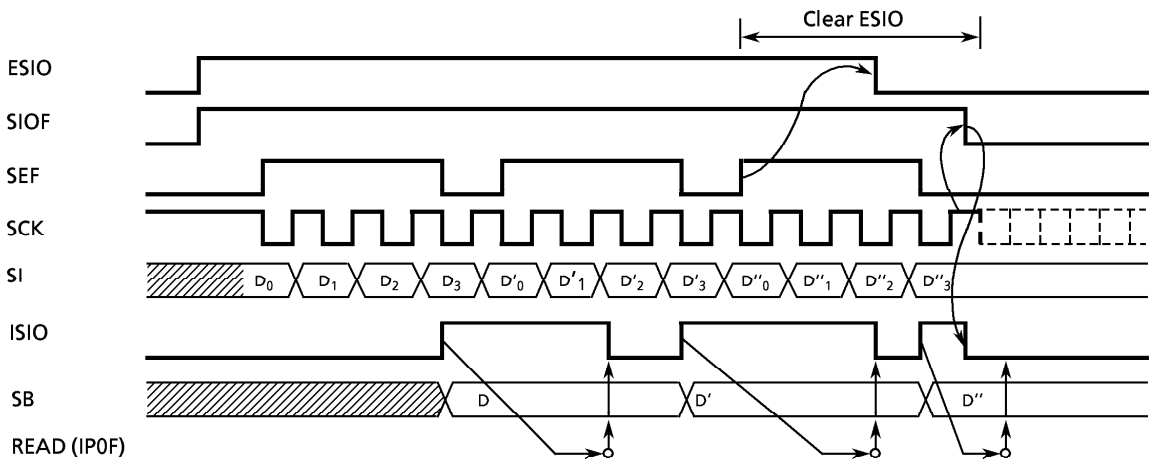 Clear ESIO
ESIO
SIOF
SEF
SCK
SI D0 D1 D2 D3 D'0 D'1 D'2 D'3 D''0 D''1 D''2 D''3
ISIO
SB D D' D''
READ (IP0F)